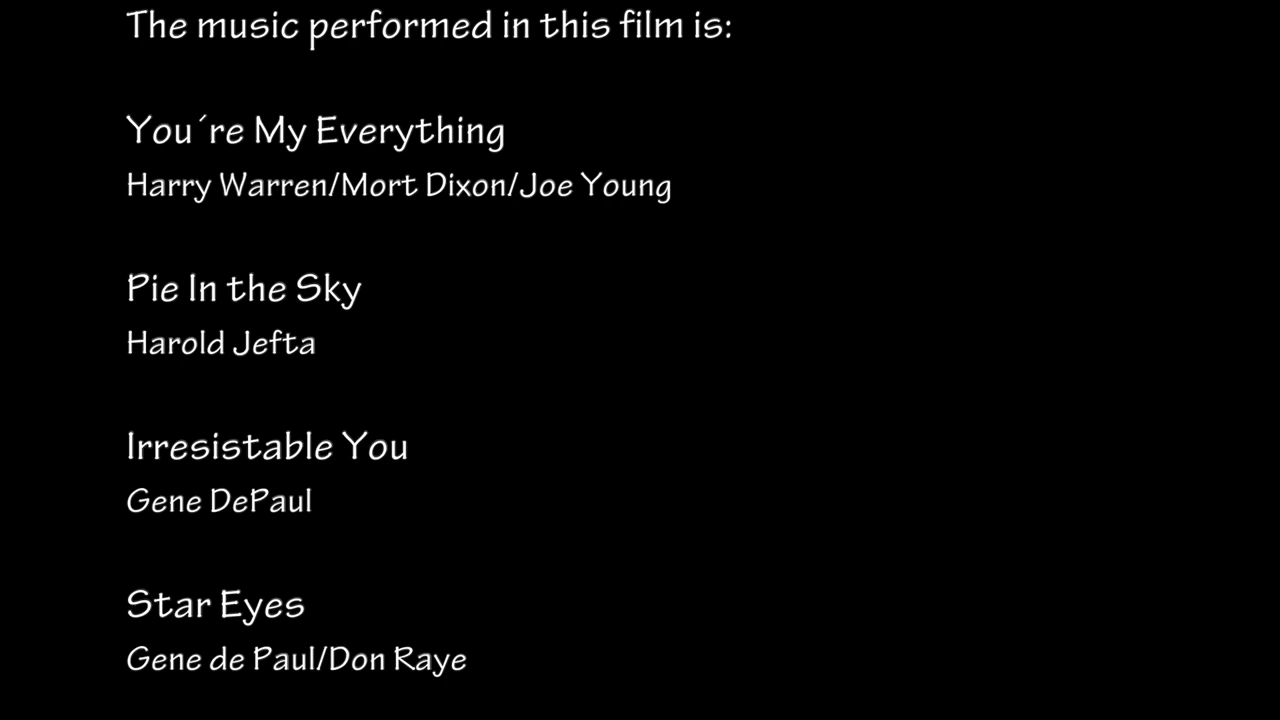 The music performed in this film is:
You´re My Everything
Harry Warren/Mort Dixon/Joe Young
Pie In the Sky
Harold Jefta
Irresistable You
Gene DePaul
Star Eyes
Gene de Paul/Don Raye